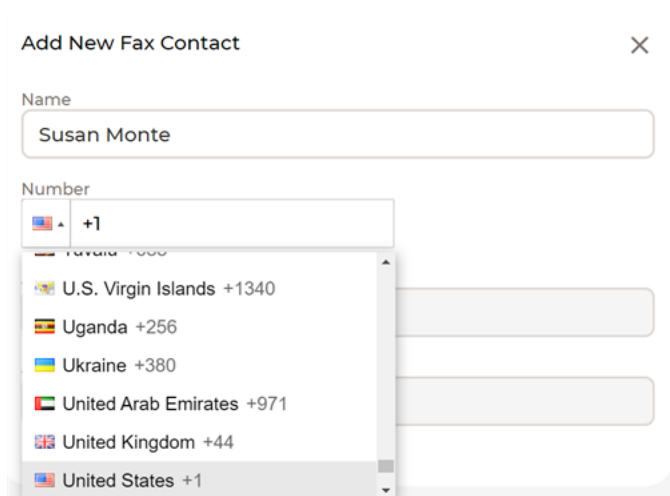 Add New Fax Contact
Name
Susan Monte
Number
+1
U.S. Virgin Islands +1340
Uganda +256
Ukraine +380
United Arab Emirates +971
United Kingdom +44
United States +1